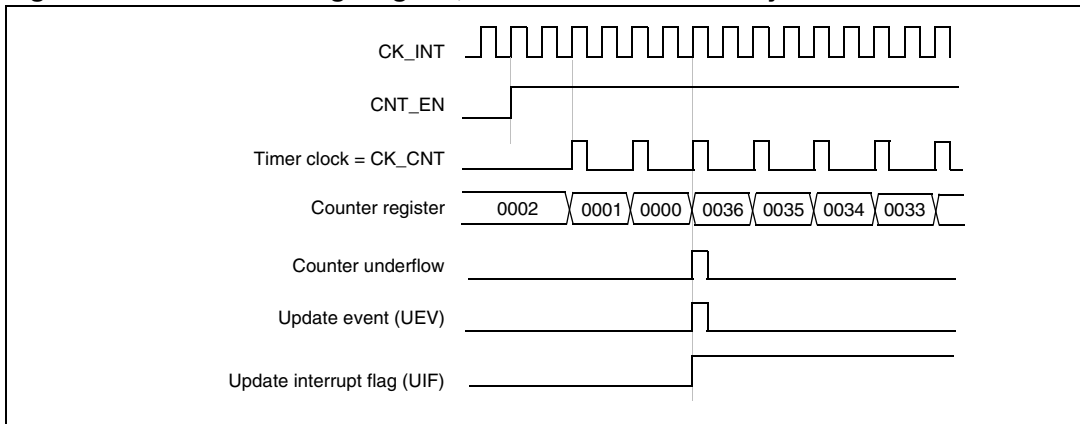 CK_INT
CNT_EN
Timer clock = CK_CNT
Counter register 0002 0001 0000 0036 0035 0034 0033
Counter underflow
Update event (UEV)
Update interrupt flag (UIF)